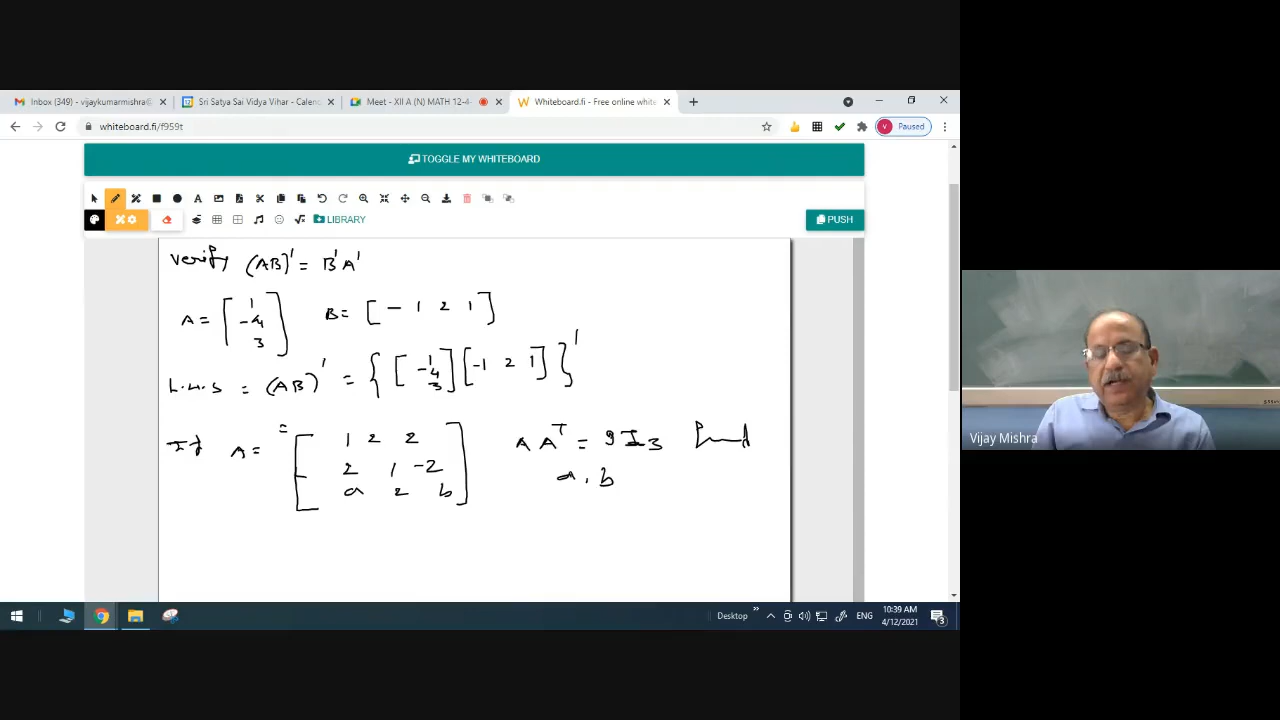 Inbox (349) - vijaykumarmishra@
Sri Satya Sai Vidya Vihar - Calend
Meet - XII A (N) MATH 12-4-
Whiteboard.fi - Free online white
whiteboard.fi/f959t
V Paused
TOGGLE MY WHITEBOARD
LIBRARY
PUSH
Verify (AB)' = B'A'
A = [ 1 -4 3 ] B = [ - 1 2 1 ]
L.H.S = (AB)' = { [ 1 -4 3 ] [ -1 2 1 ] }'
=
If A = [ 1 2 2
2 1 -2
a 2 b ]
A A^T = 9 I3 find
a, b
Vijay Mishra
Desktop
ENG
10:39 AM
4/12/2021
3